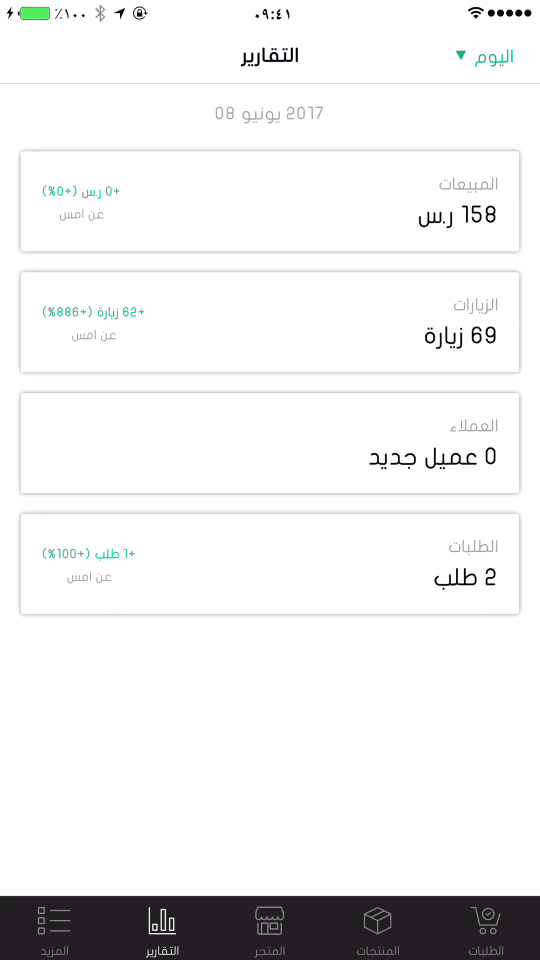 ٠٩:٤١
٪١٠٠
اليوم ▼
التقارير
08 يونيو 2017
المبيعات
158 ر.س
+0 ر.س (+0%)
عن امس
الزيارات
69 زيارة
+62 زيارة (+886%)
عن امس
العملاء
0 عميل جديد
الطلبات
2 طلب
+1 طلب (+100%)
عن امس
الطلبات
المنتجات
المتجر
التقارير
المزيد